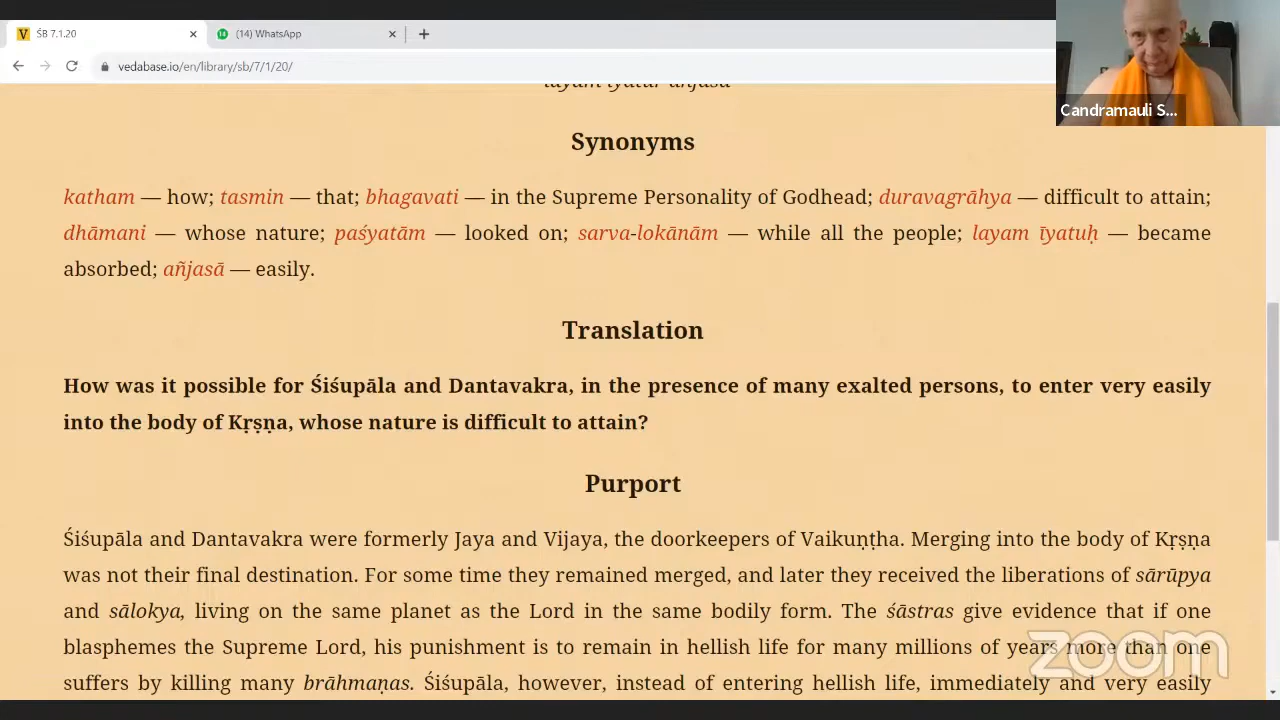 ŚB 7.1.20
(14) WhatsApp
vedabase.io/en/library/sb/7/1/20/
Candramauli S...
layam īyatur añjasā
Synonyms
katham — how; tasmin — that; bhagavati — in the Supreme Personality of Godhead; duravagrāhya — difficult to attain;
dhāmani — whose nature; paśyatām — looked on; sarva-lokānām — while all the people; layam īyatuḥ — became
absorbed; añjasā — easily.
Translation
How was it possible for Śiśupāla and Dantavakra, in the presence of many exalted persons, to enter very easily
into the body of Kṛṣṇa, whose nature is difficult to attain?
Purport
Śiśupāla and Dantavakra were formerly Jaya and Vijaya, the doorkeepers of Vaikuṇṭha. Merging into the body of Kṛṣṇa
was not their final destination. For some time they remained merged, and later they received the liberations of sārūpya
and sālokya, living on the same planet as the Lord in the same bodily form. The śāstras give evidence that if one
blasphemes the Supreme Lord, his punishment is to remain in hellish life for many millions of years more than one
suffers by killing many brāhmaṇas. Śiśupāla, however, instead of entering hellish life, immediately and very easily
zoom